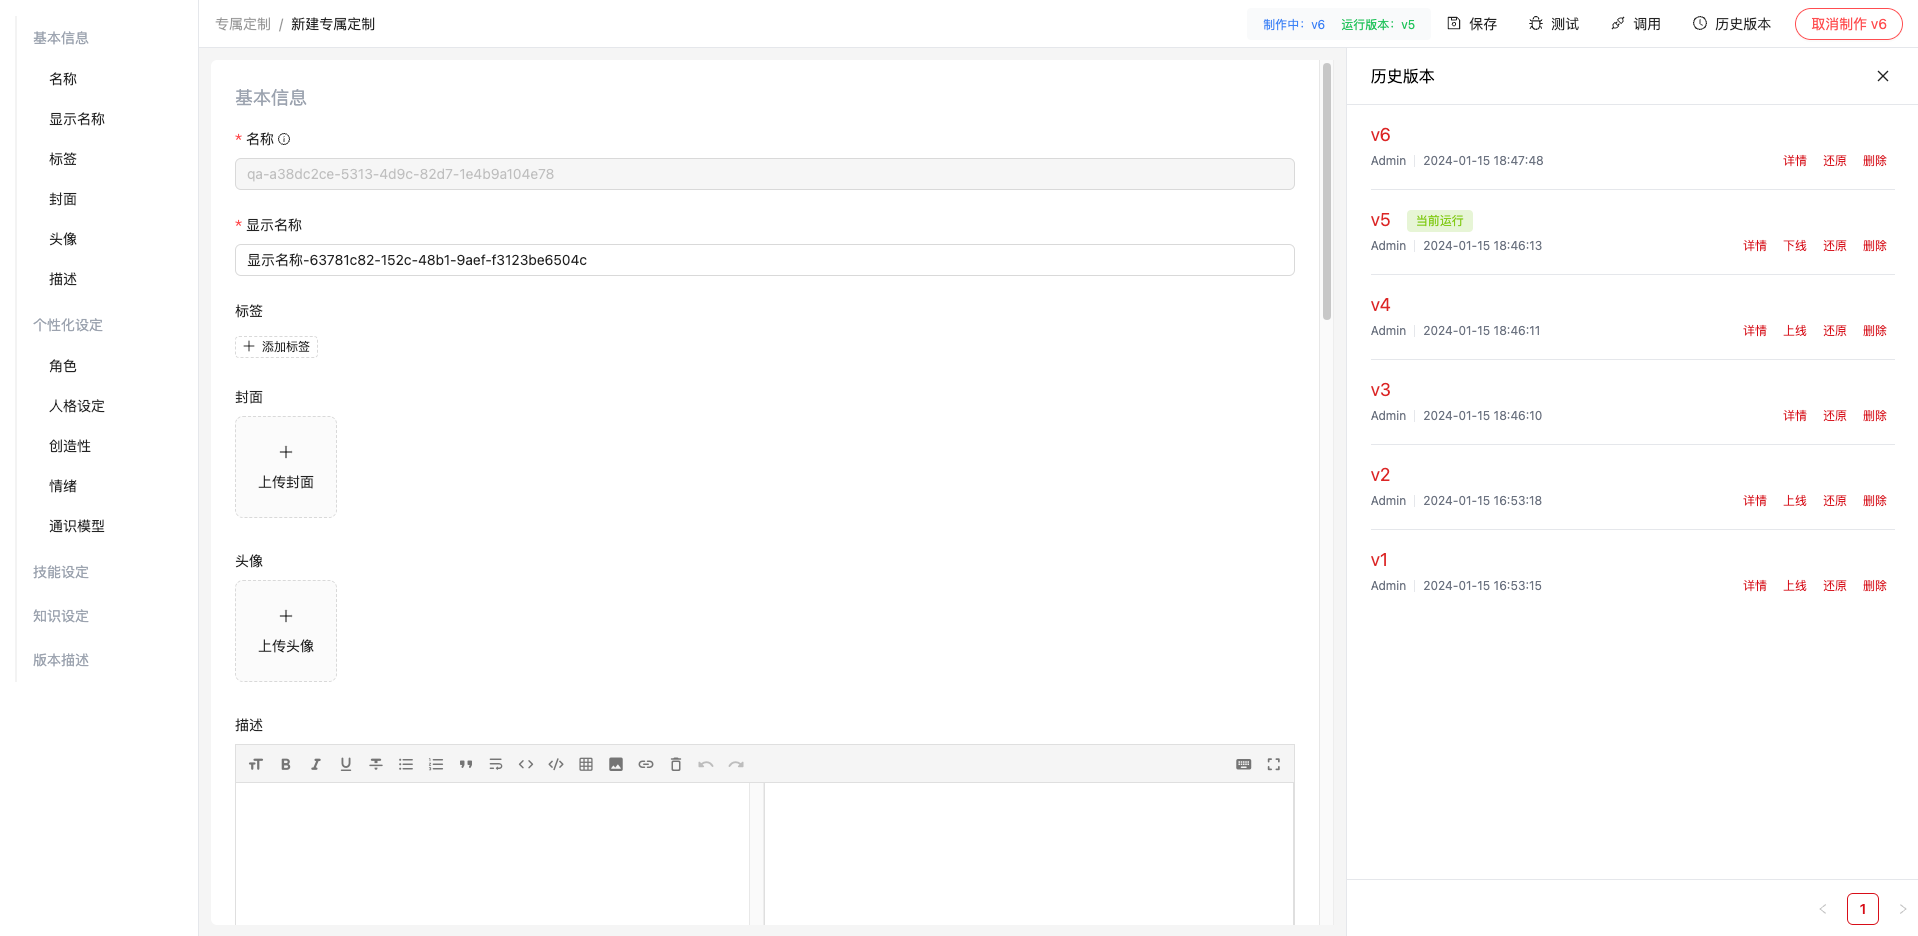 基本信息
名称
显示名称
标签
封面
头像
描述
个性化设定
角色
人格设定
创造性
情绪
通识模型
技能设定
知识设定
版本描述
专属定制 / 新建专属定制
制作中：v6 运行版本：v5 保存 测试 调用 历史版本 取消制作 v6
基本信息
* 名称
qa-a38dc2ce-5313-4d9c-82d7-1e4b9a104e78
* 显示名称
显示名称-63781c82-152c-48b1-9aef-f3123be6504c
标签
添加标签
封面
上传封面
头像
上传头像
描述
历史版本
v6
Admin 2024-01-15 18:47:48 详情 还原 删除
v5 当前运行
Admin 2024-01-15 18:46:13 详情 下线 还原 删除
v4
Admin 2024-01-15 18:46:11 详情 上线 还原 删除
v3
Admin 2024-01-15 18:46:10 详情 还原 删除
v2
Admin 2024-01-15 16:53:18 详情 上线 还原 删除
v1
Admin 2024-01-15 16:53:15 详情 上线 还原 删除
1